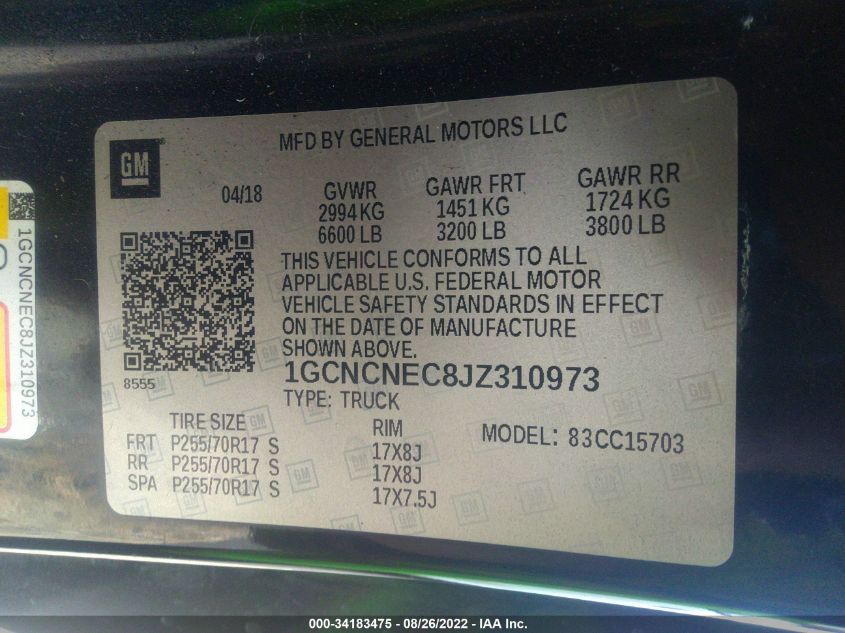 MFD BY GENERAL MOTORS LLC
GM
04/18
GVWR GAWR FRT GAWR RR
2994 KG 1451 KG 1724 KG
6600 LB 3200 LB 3800 LB
THIS VEHICLE CONFORMS TO ALL
APPLICABLE U.S. FEDERAL MOTOR
VEHICLE SAFETY STANDARDS IN EFFECT
ON THE DATE OF MANUFACTURE
SHOWN ABOVE.
8555
1GCNCNEC8JZ310973
TYPE: TRUCK
TIRE SIZE RIM MODEL: 83CC15703
FRT P255/70R17 S 17X8J
RR P255/70R17 S 17X8J
SPA P255/70R17 S 17X7.5J
1GCNCNEC8JZ310973
000-34183475 - 08/26/2022 - IAA Inc.